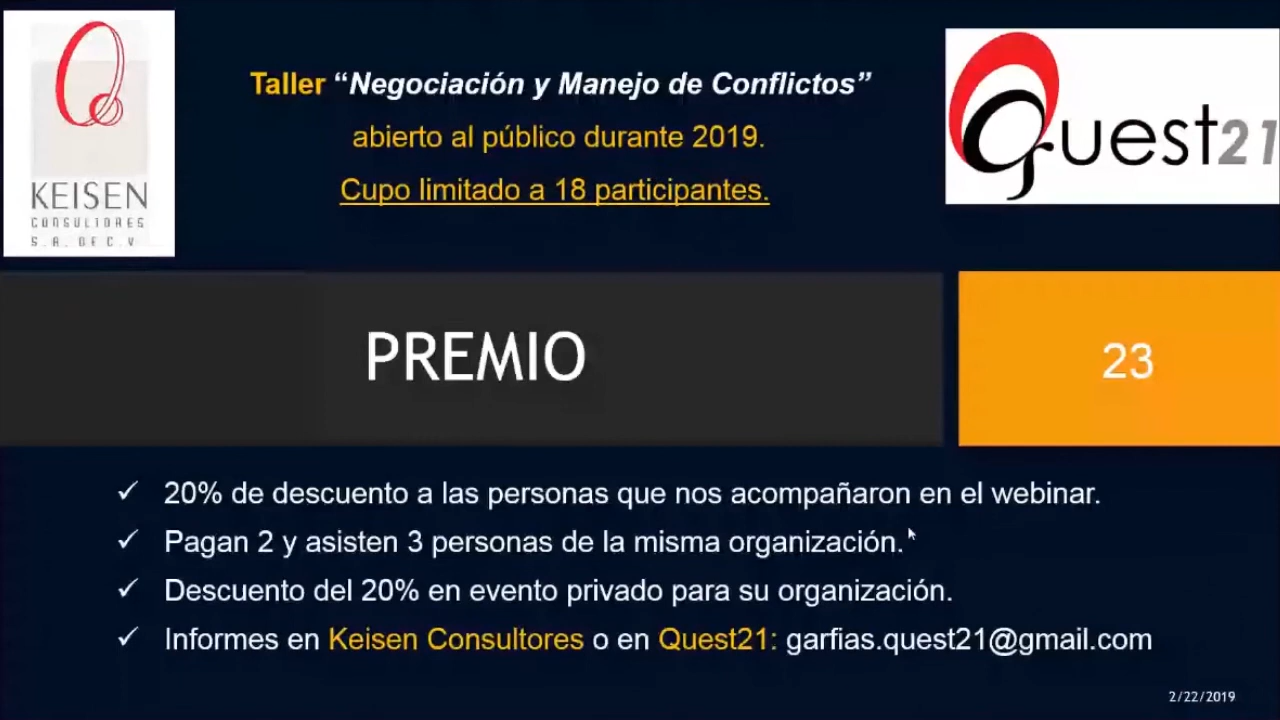 KEISEN
CONSULTORES
S.A. DE C.V
Taller “Negociación y Manejo de Conflictos”
abierto al público durante 2019.
Cupo limitado a 18 participantes.
Quest21
PREMIO
23
✓ 20% de descuento a las personas que nos acompañaron en el webinar.
✓ Pagan 2 y asisten 3 personas de la misma organización.
✓ Descuento del 20% en evento privado para su organización.
✓ Informes en Keisen Consultores o en Quest21: garfias.quest21@gmail.com
2/22/2019